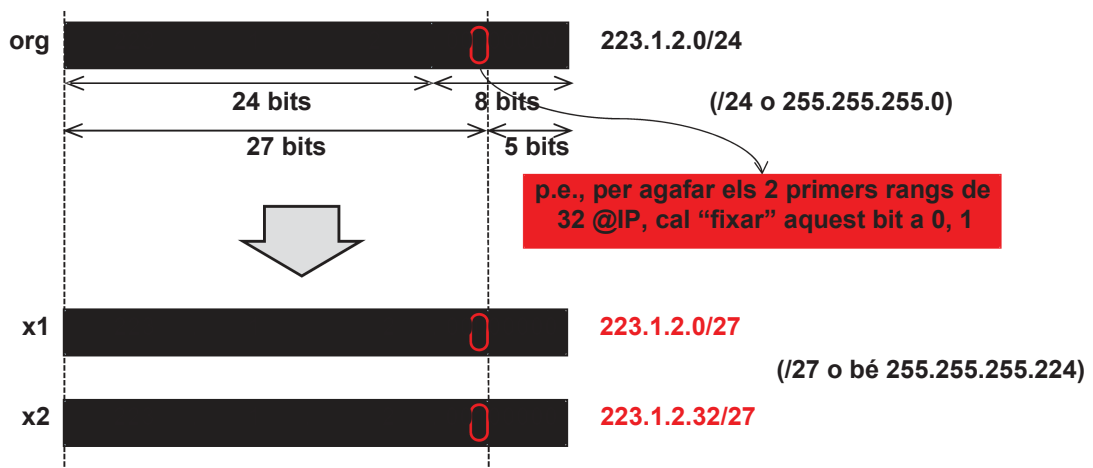 org
223.1.2.0/24
24 bits
8 bits
(/24 o 255.255.255.0)
27 bits
5 bits
p.e., per agafar els 2 primers rangs de
32 @IP, cal “fixar” aquest bit a 0, 1
x1
223.1.2.0/27
(/27 o bé 255.255.255.224)
x2
223.1.2.32/27